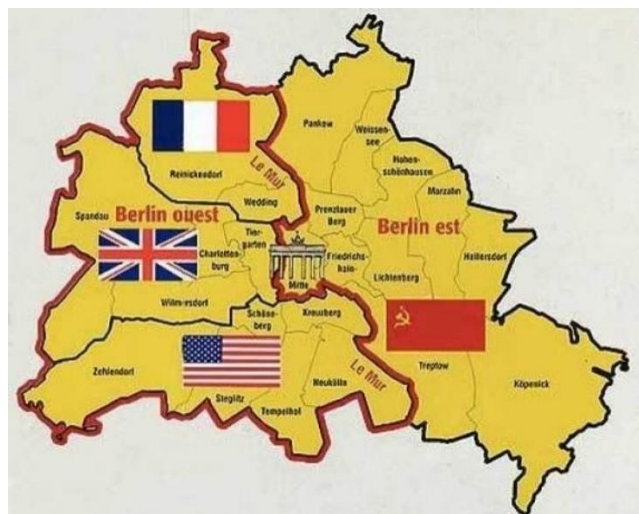 Pankow
Weissen-
see
Hohen-
schönhausen
Reinickendorf
Le Mur
Marzahn
Wedding
Spandau
Berlin ouest
Prenzlauer
Berg
Berlin est
Tier-
garten
Charlotten-
burg
Friedrichs-
hain
Hellersdorf
Lichtenberg
Mitte
Wilmersdorf
Schöne-
berg
Kreuzberg
Zehlendorf
Le Mur
Treptow
Köpenick
Neukölln
Steglitz
Tempelhof